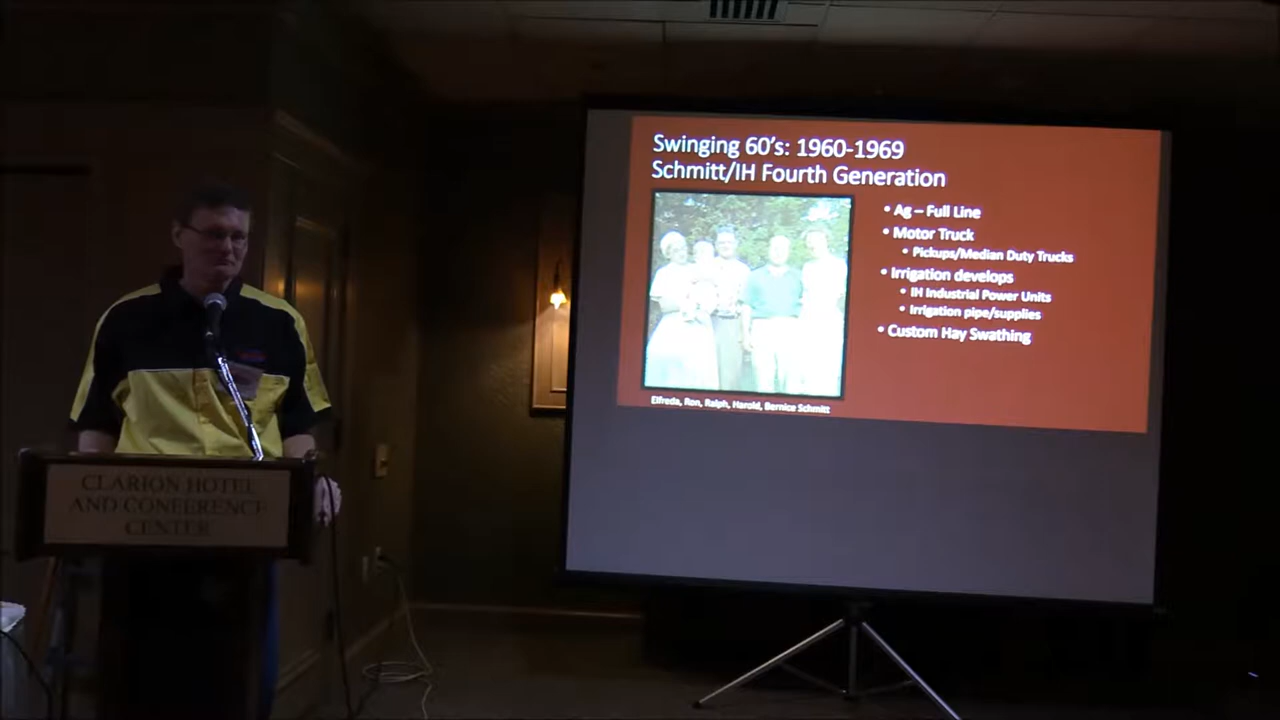 Swinging 60's: 1960-1969
Schmitt/IH Fourth Generation
• Ag – Full Line
• Motor Truck
• Pickups/Median Duty Trucks
• Irrigation develops
• IH Industrial Power Units
• Irrigation pipe/supplies
• Custom Hay Swathing
Elfreda, Ron, Ralph, Harold, Bernice Schmitt
CLARION HOTEL
AND CONFERENCE
CENTER